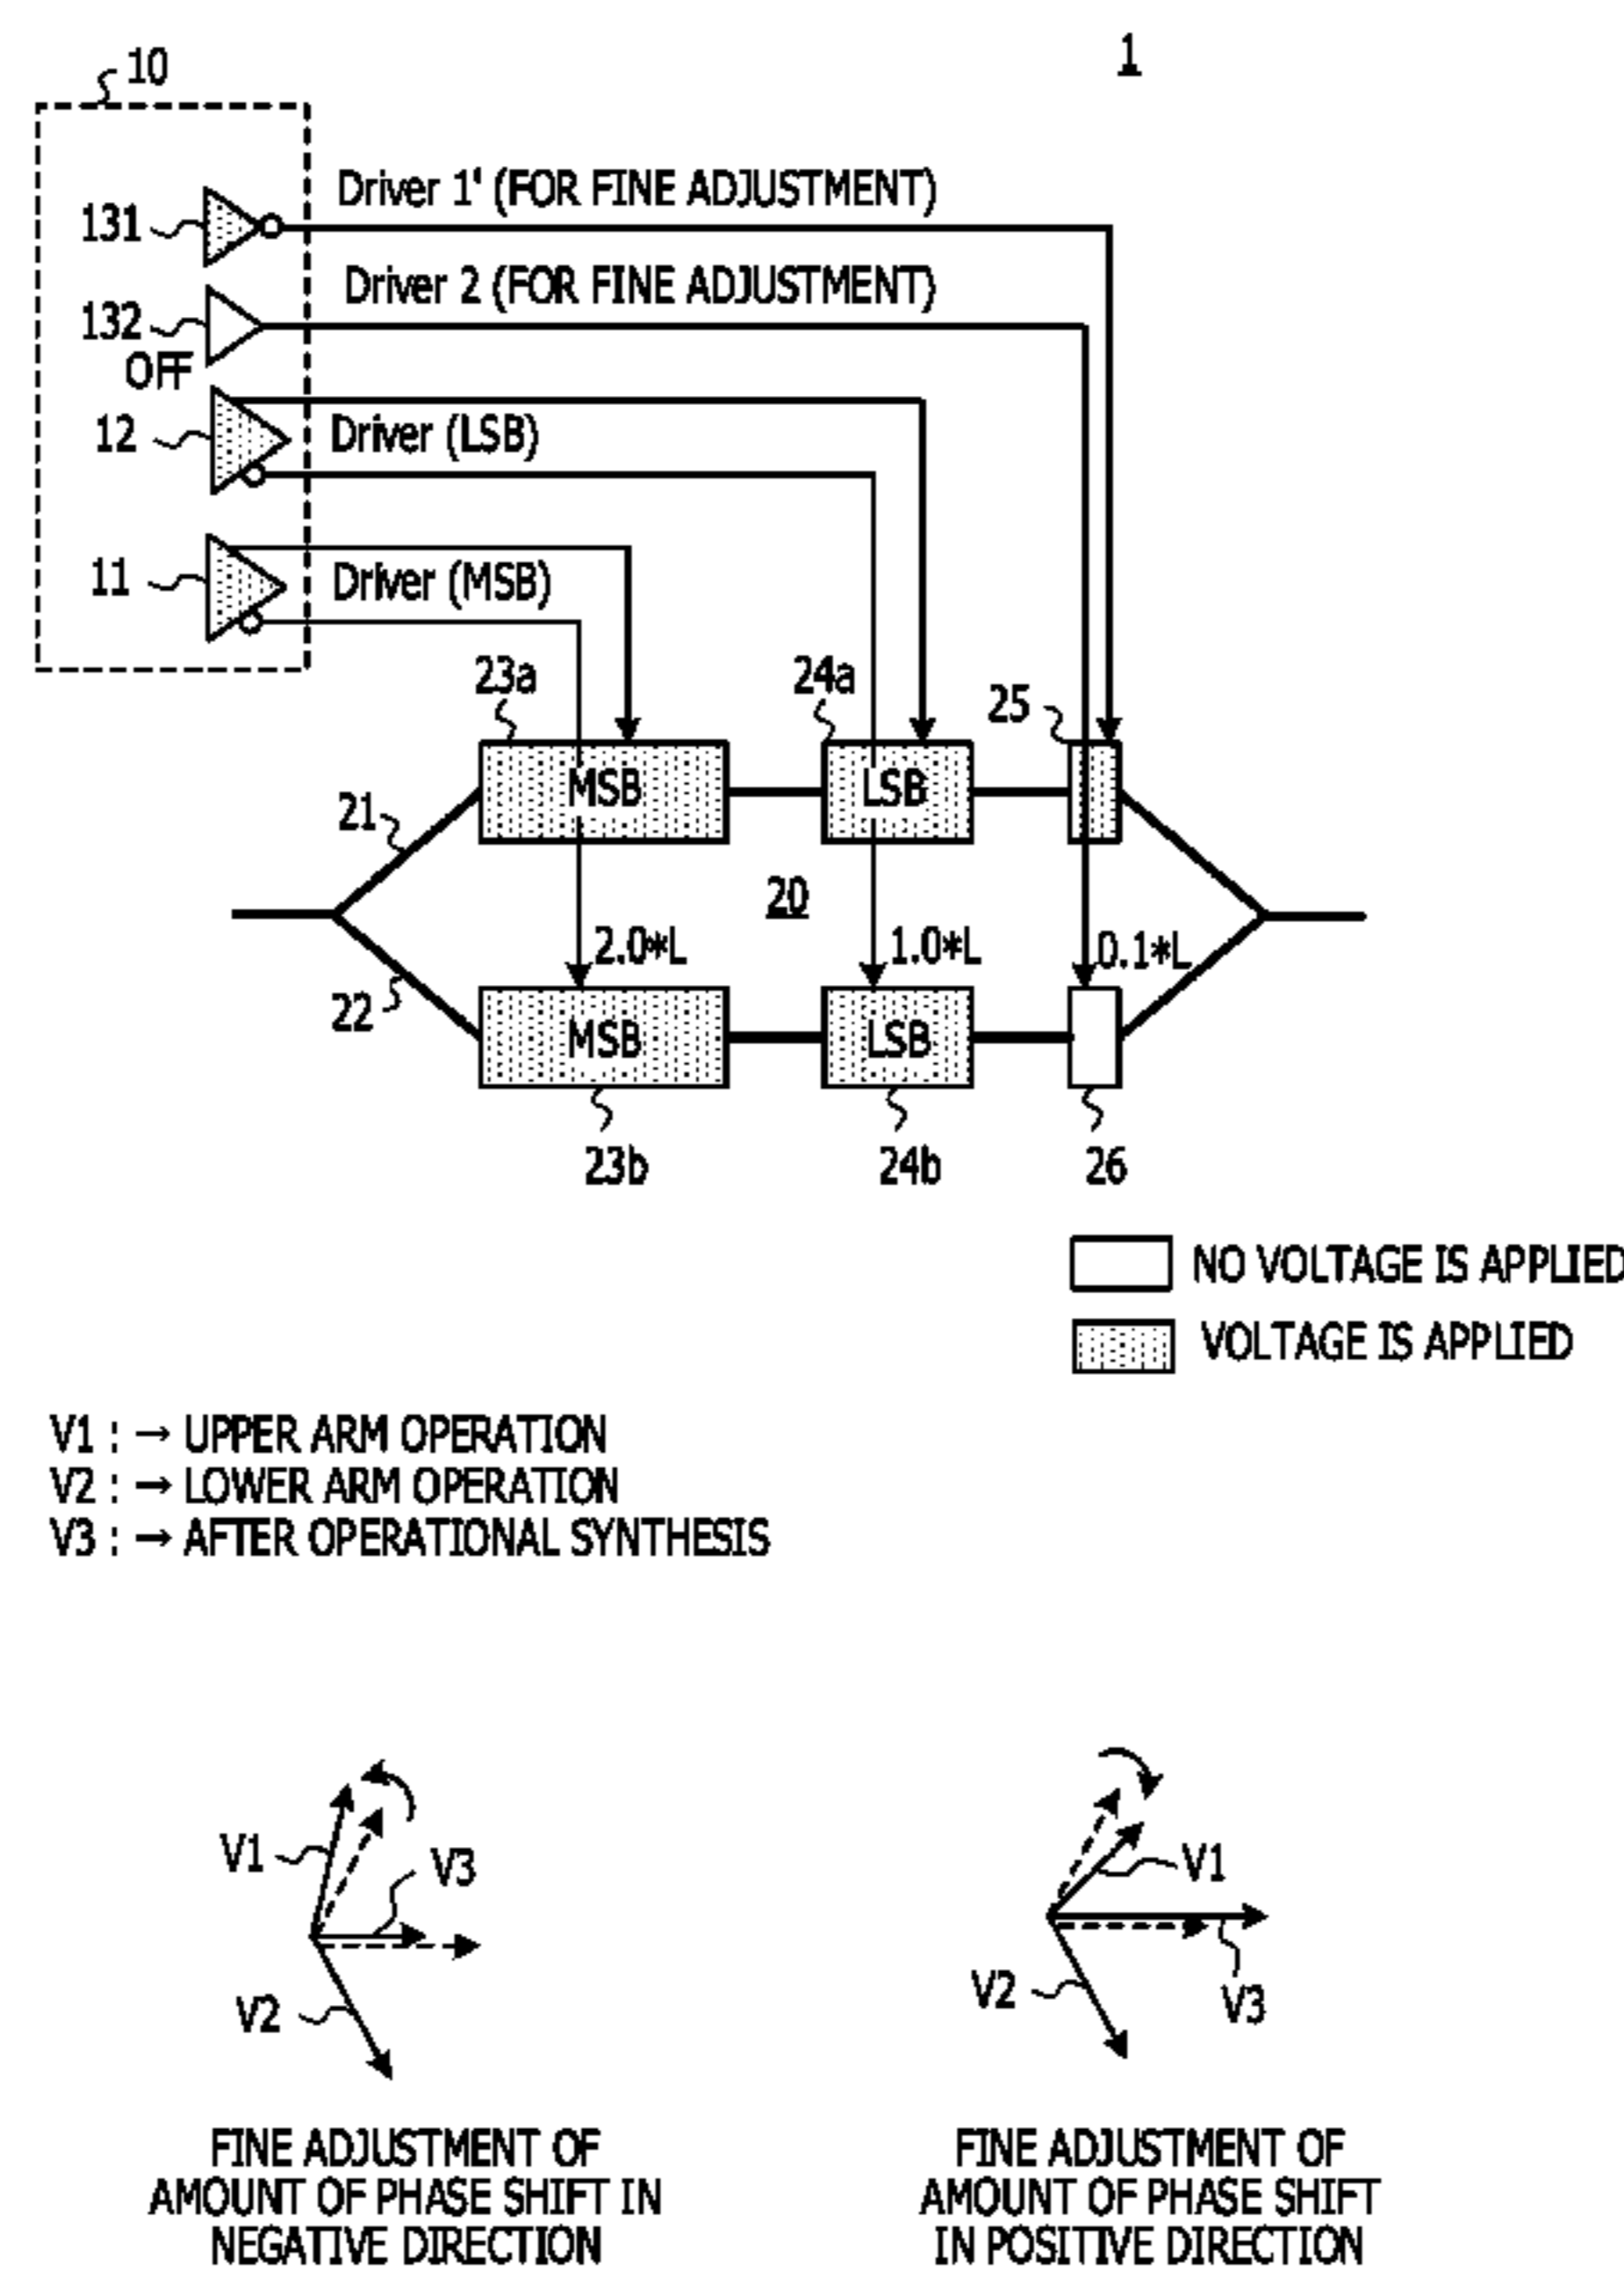 1
10
Driver 1' (FOR FINE ADJUSTMENT)
131
Driver 2 (FOR FINE ADJUSTMENT)
132
OFF
12
Driver (LSB)
11
Driver (MSB)
23a
24a
25
MSB
LSB
21
20
2.0*L
1.0*L
0.1*L
22
MSB
LSB
23b
24b
26
NO VOLTAGE IS APPLIED
VOLTAGE IS APPLIED
V1 : → UPPER ARM OPERATION
V2 : → LOWER ARM OPERATION
V3 : → AFTER OPERATIONAL SYNTHESIS
V1
V3
V2
FINE ADJUSTMENT OF
AMOUNT OF PHASE SHIFT IN
NEGATIVE DIRECTION
V1
V2
V3
FINE ADJUSTMENT OF
AMOUNT OF PHASE SHIFT
IN POSITIVE DIRECTION